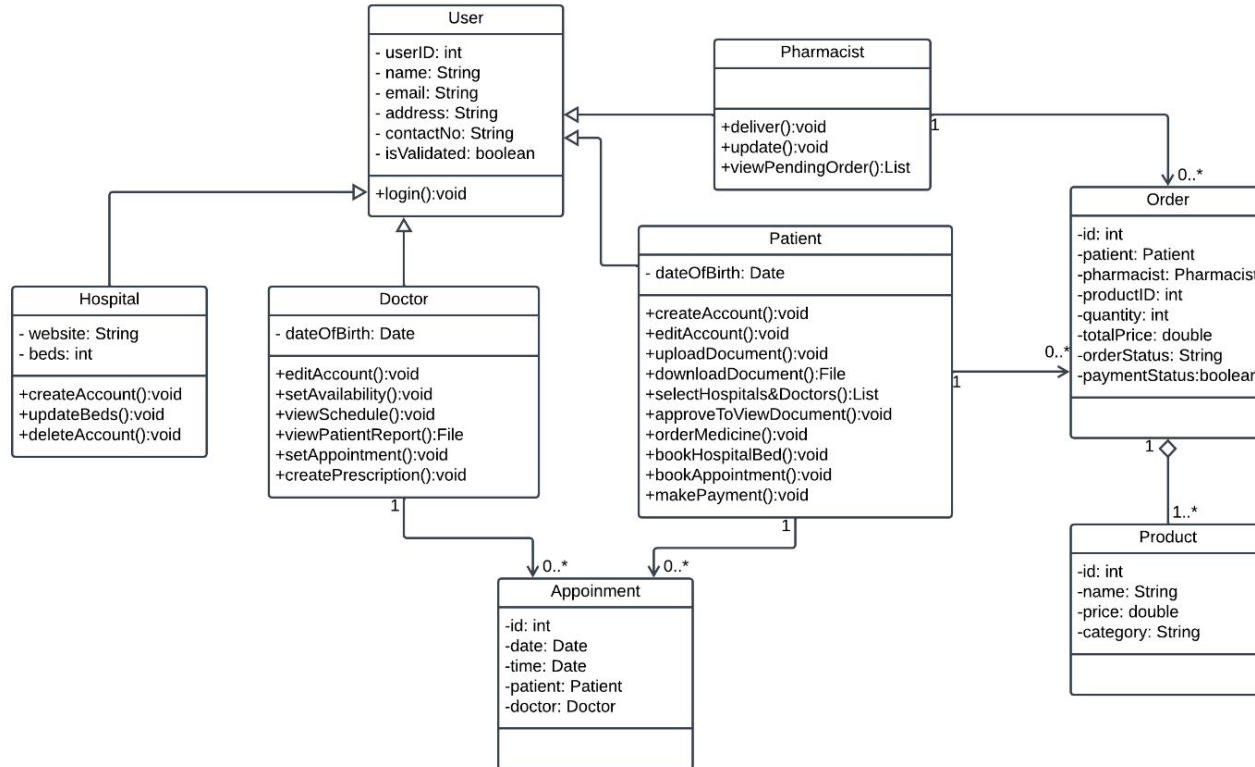 User
- userID: int
- name: String
- email: String
- address: String
- contactNo: String
- isValidated: boolean
+login():void
Pharmacist
+deliver():void
+update():void
+viewPendingOrder():List
1
0..*
Order
-id: int
-patient: Patient
-pharmacist: Pharmacist
-productID: int
-quantity: int
-totalPrice: double
-orderStatus: String
-paymentStatus:boolean
Hospital
- website: String
- beds: int
+createAccount():void
+updateBeds():void
+deleteAccount():void
Doctor
- dateOfBirth: Date
+editAccount():void
+setAvailability():void
+viewSchedule():void
+viewPatientReport():File
+setAppointment():void
+createPrescription():void
Patient
- dateOfBirth: Date
+createAccount():void
+editAccount():void
+uploadDocument():void
+downloadDocument():File
+selectHospitals&Doctors():List
+approveToViewDocument():void
+orderMedicine():void
+bookHospitalBed():void
+bookAppointment():void
+makePayment():void
0..*
1
1
1
1
0..*
0..*
1..*
Appoinment
-id: int
-date: Date
-time: Date
-patient: Patient
-doctor: Doctor
Product
-id: int
-name: String
-price: double
-category: String